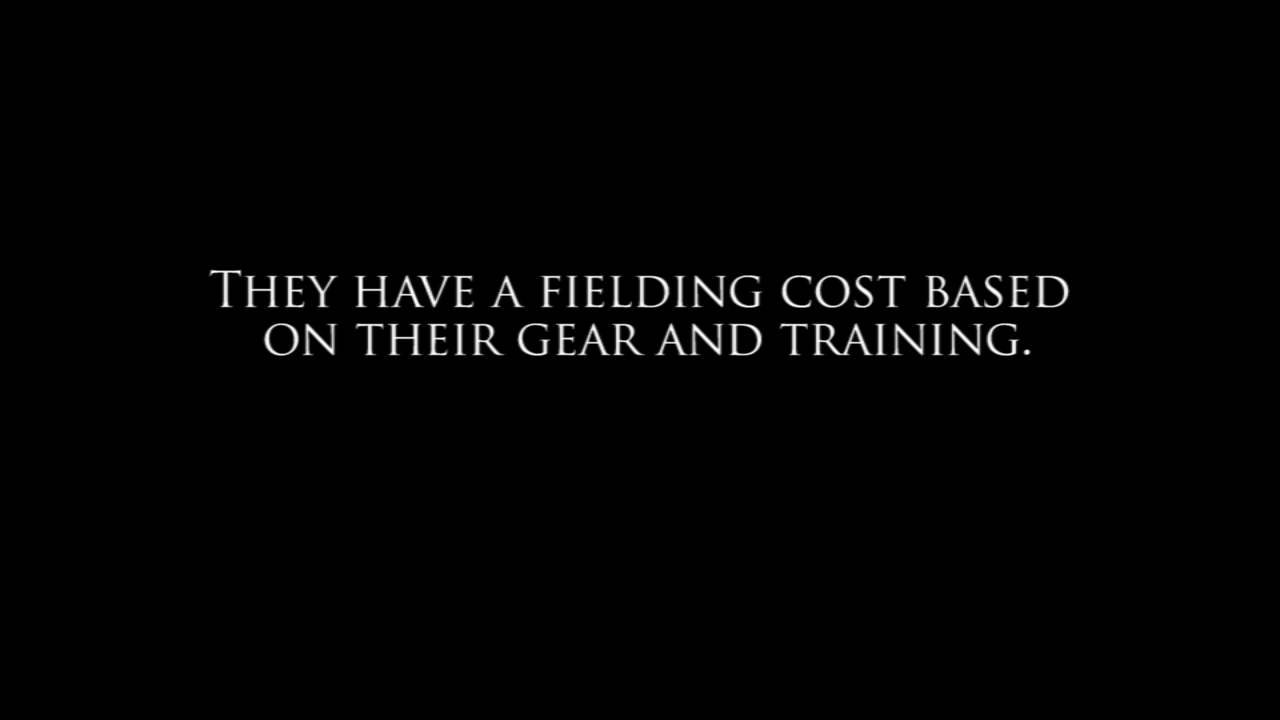 They have a fielding cost based
on their gear and training.